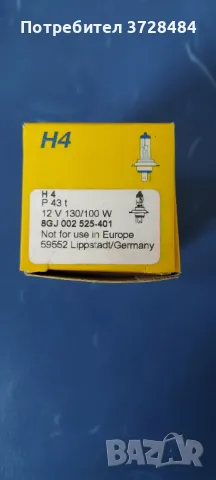 Потребител 3728484
H4
H 4
P 43 t
12 V 130/100 W
8GJ 002 525-401
Not for use in Europe
59552 Lippstadt/Germany
bazar